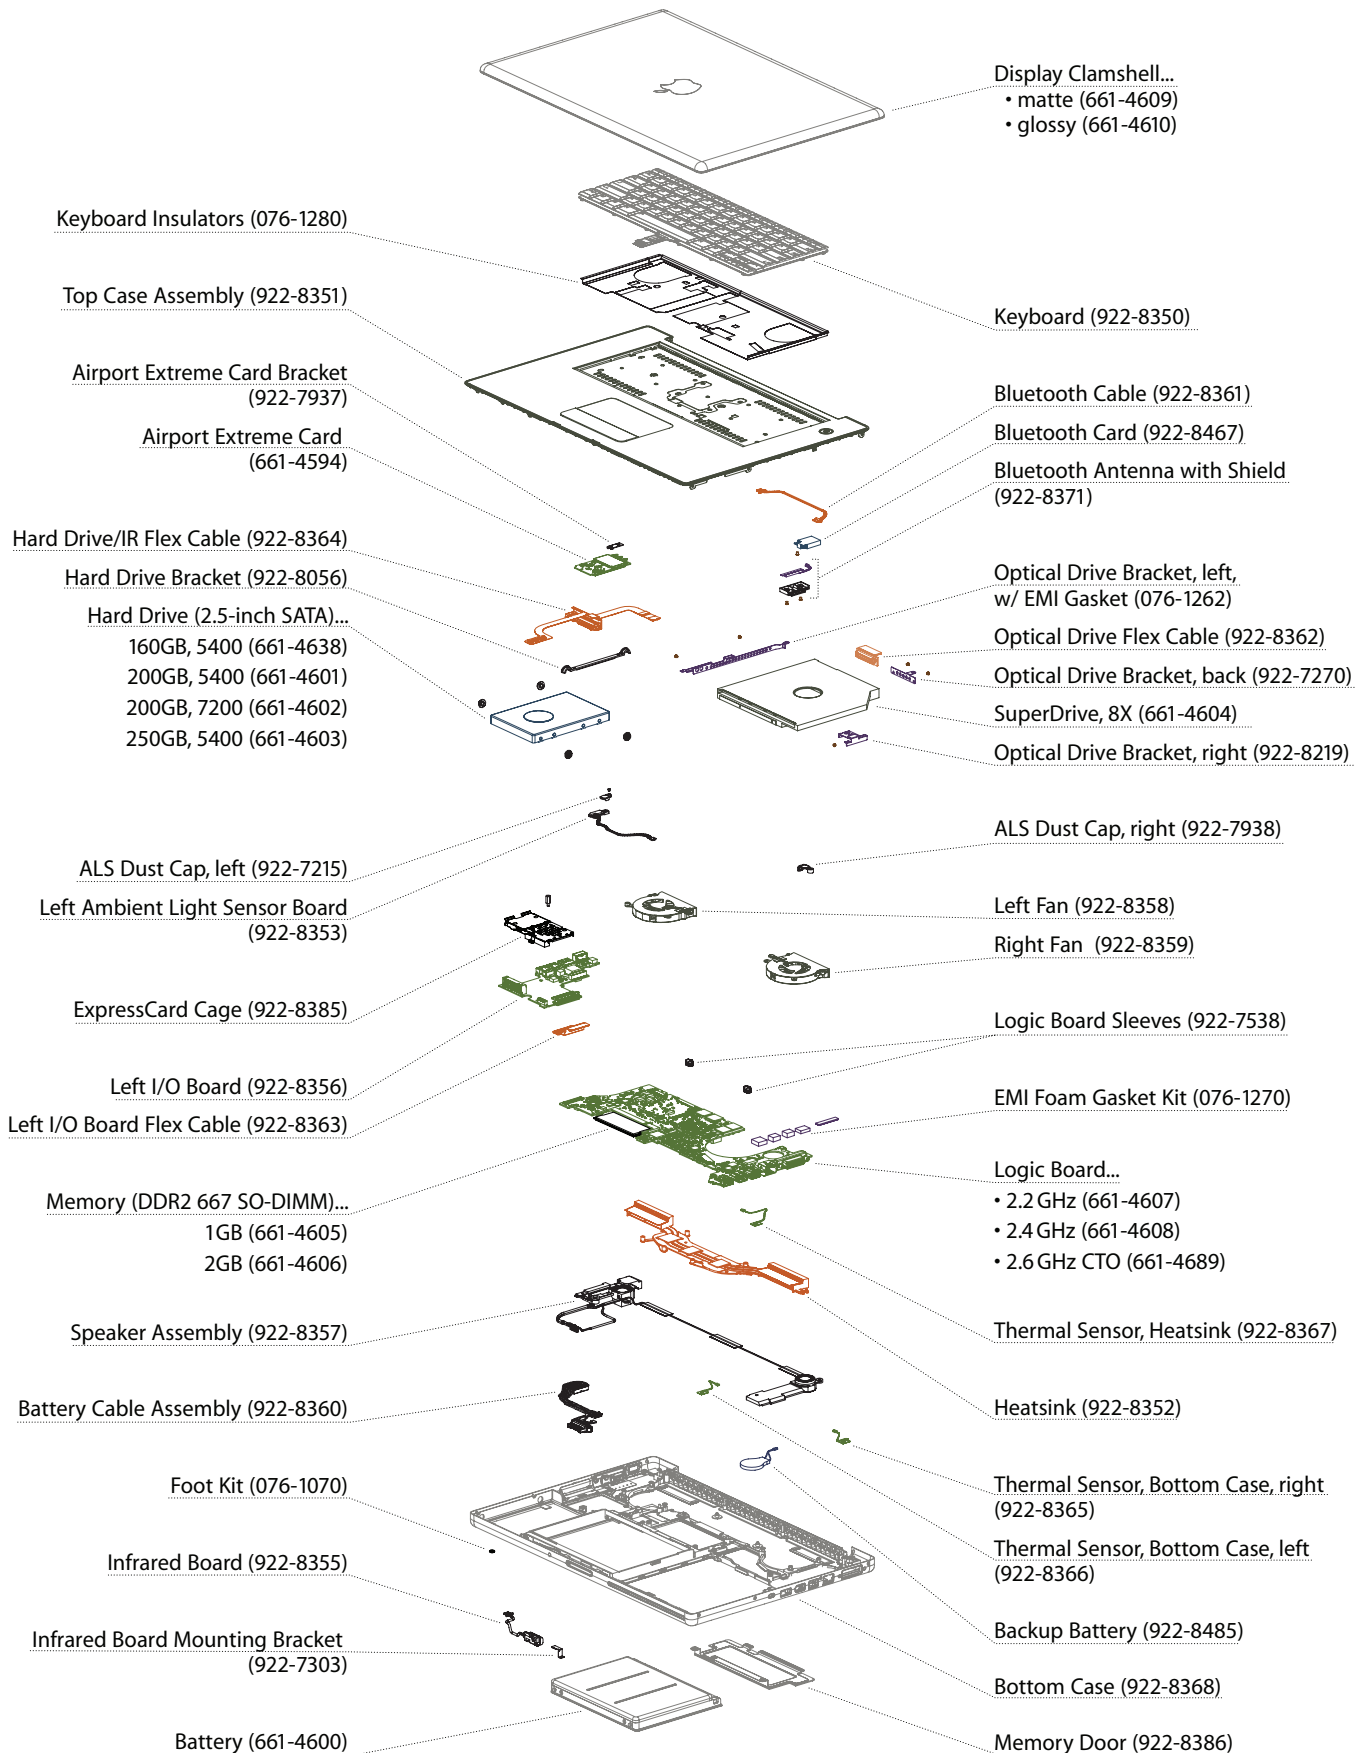 Display Clamshell...
• matte (661-4609)
• glossy (661-4610)
Keyboard Insulators (076-1280)
Top Case Assembly (922-8351)
Keyboard (922-8350)
Airport Extreme Card Bracket
(922-7937)
Airport Extreme Card
(661-4594)
Bluetooth Cable (922-8361)
Bluetooth Card (922-8467)
Bluetooth Antenna with Shield
(922-8371)
Hard Drive/IR Flex Cable (922-8364)
Hard Drive Bracket (922-8056)
Hard Drive (2.5-inch SATA)...
160GB, 5400 (661-4638)
200GB, 5400 (661-4601)
200GB, 7200 (661-4602)
250GB, 5400 (661-4603)
Optical Drive Bracket, left,
w/ EMI Gasket (076-1262)
Optical Drive Flex Cable (922-8362)
Optical Drive Bracket, back (922-7270)
SuperDrive, 8X (661-4604)
Optical Drive Bracket, right (922-8219)
ALS Dust Cap, left (922-7215)
Left Ambient Light Sensor Board
(922-8353)
ExpressCard Cage (922-8385)
Left I/O Board (922-8356)
Left I/O Board Flex Cable (922-8363)
ALS Dust Cap, right (922-7938)
Left Fan (922-8358)
Right Fan (922-8359)
Logic Board Sleeves (922-7538)
EMI Foam Gasket Kit (076-1270)
Logic Board...
• 2.2 GHz (661-4607)
• 2.4 GHz (661-4608)
• 2.6 GHz CTO (661-4689)
Memory (DDR2 667 SO-DIMM)...
1GB (661-4605)
2GB (661-4606)
Speaker Assembly (922-8357)
Battery Cable Assembly (922-8360)
Foot Kit (076-1070)
Infrared Board (922-8355)
Infrared Board Mounting Bracket
(922-7303)
Battery (661-4600)
Thermal Sensor, Heatsink (922-8367)
Heatsink (922-8352)
Thermal Sensor, Bottom Case, right
(922-8365)
Thermal Sensor, Bottom Case, left
(922-8366)
Backup Battery (922-8485)
Bottom Case (922-8368)
Memory Door (922-8386)